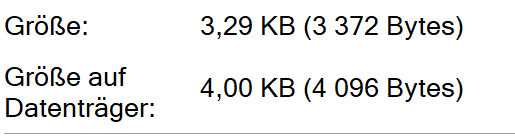 Größe: 3,29 KB (3 372 Bytes)
Größe auf
Datenträger: 4,00 KB (4 096 Bytes)